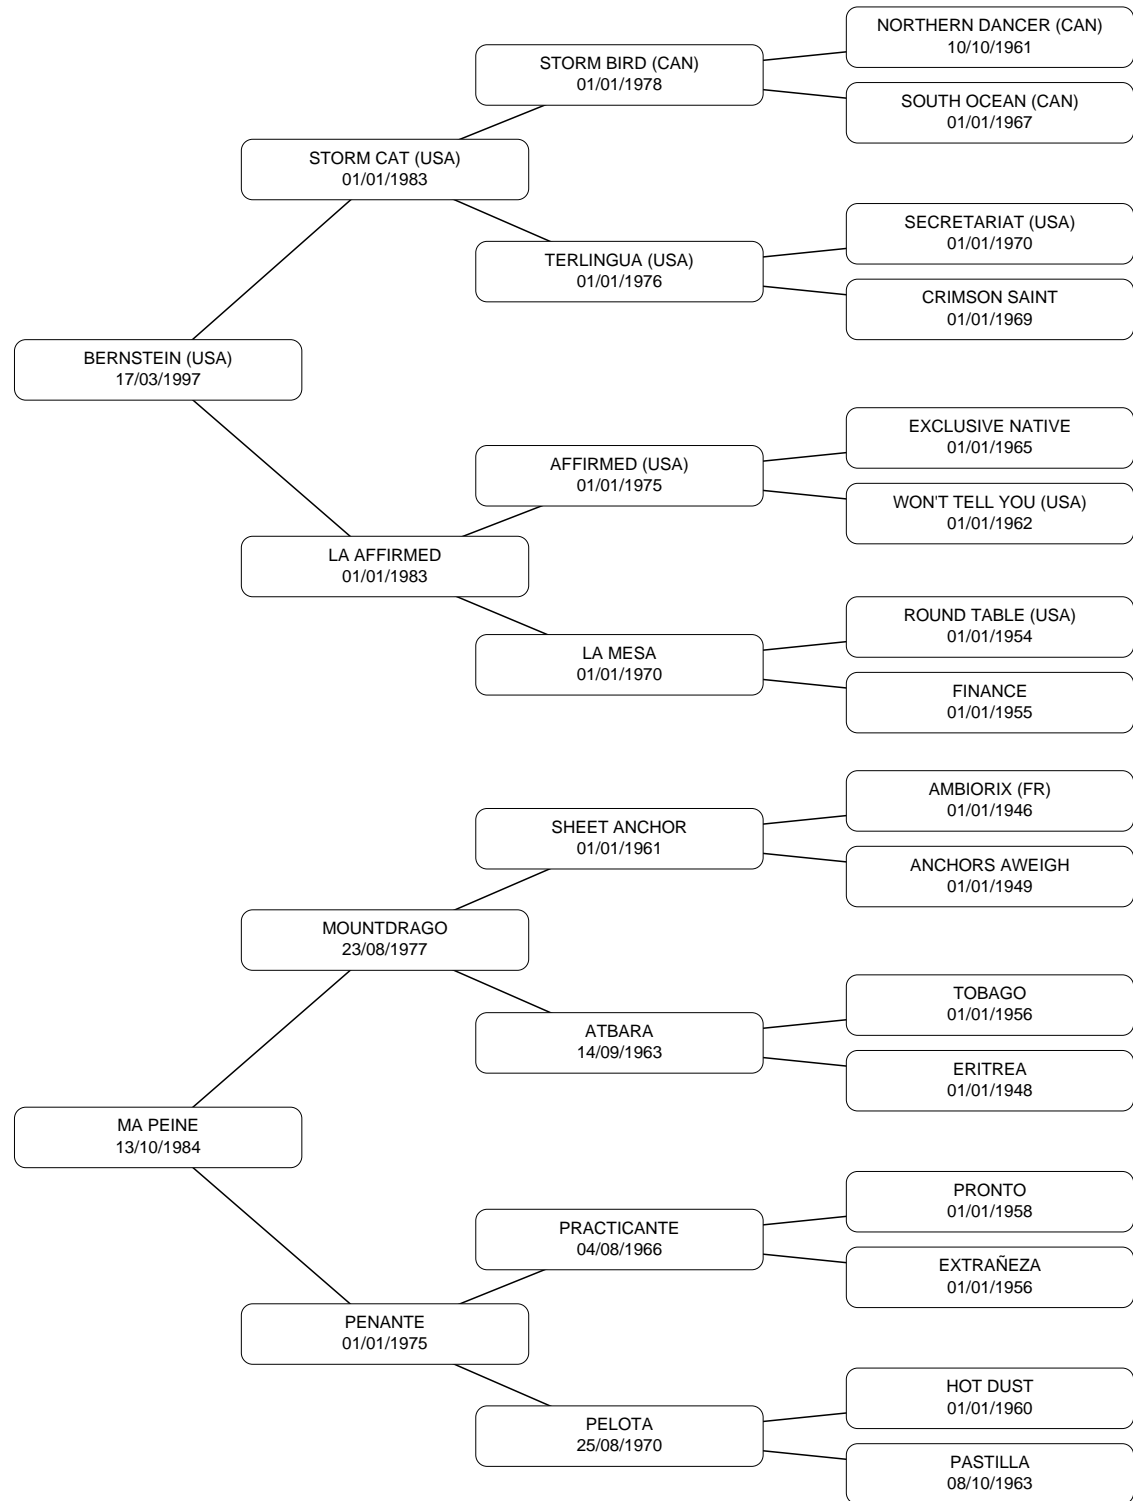 NORTHERN DANCER (CAN)
10/10/1961
STORM BIRD (CAN)
01/01/1978
SOUTH OCEAN (CAN)
01/01/1967
STORM CAT (USA)
01/01/1983
SECRETARIAT (USA)
01/01/1970
TERLINGUA (USA)
01/01/1976
CRIMSON SAINT
01/01/1969
BERNSTEIN (USA)
17/03/1997
EXCLUSIVE NATIVE
01/01/1965
AFFIRMED (USA)
01/01/1975
WON'T TELL YOU (USA)
01/01/1962
LA AFFIRMED
01/01/1983
ROUND TABLE (USA)
01/01/1954
LA MESA
01/01/1970
FINANCE
01/01/1955
AMBIORIX (FR)
01/01/1946
SHEET ANCHOR
01/01/1961
ANCHORS AWEIGH
01/01/1949
MOUNTDRAGO
23/08/1977
TOBAGO
01/01/1956
ATBARA
14/09/1963
ERITREA
01/01/1948
MA PEINE
13/10/1984
PRONTO
01/01/1958
PRACTICANTE
04/08/1966
EXTRAÑEZA
01/01/1956
PENANTE
01/01/1975
HOT DUST
01/01/1960
PELOTA
25/08/1970
PASTILLA
08/10/1963